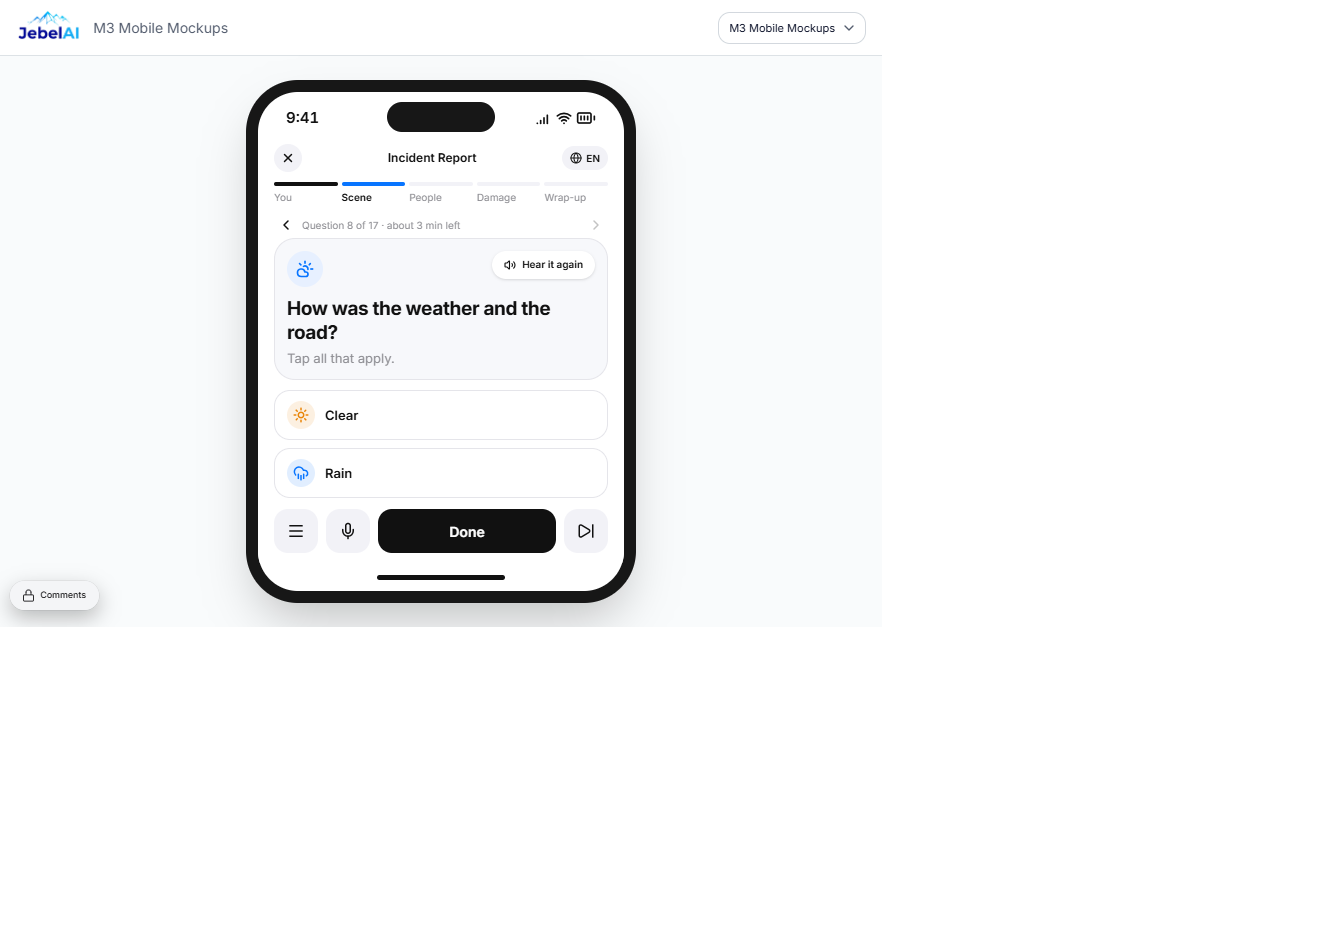 JebelAI
M3 Mobile Mockups
M3 Mobile Mockups
9:41
Incident Report
EN
You
Scene
People
Damage
Wrap-up
Question 8 of 17 · about 3 min left
Hear it again
How was the weather and the
road?
Tap all that apply.
Clear
Rain
Done
Comments